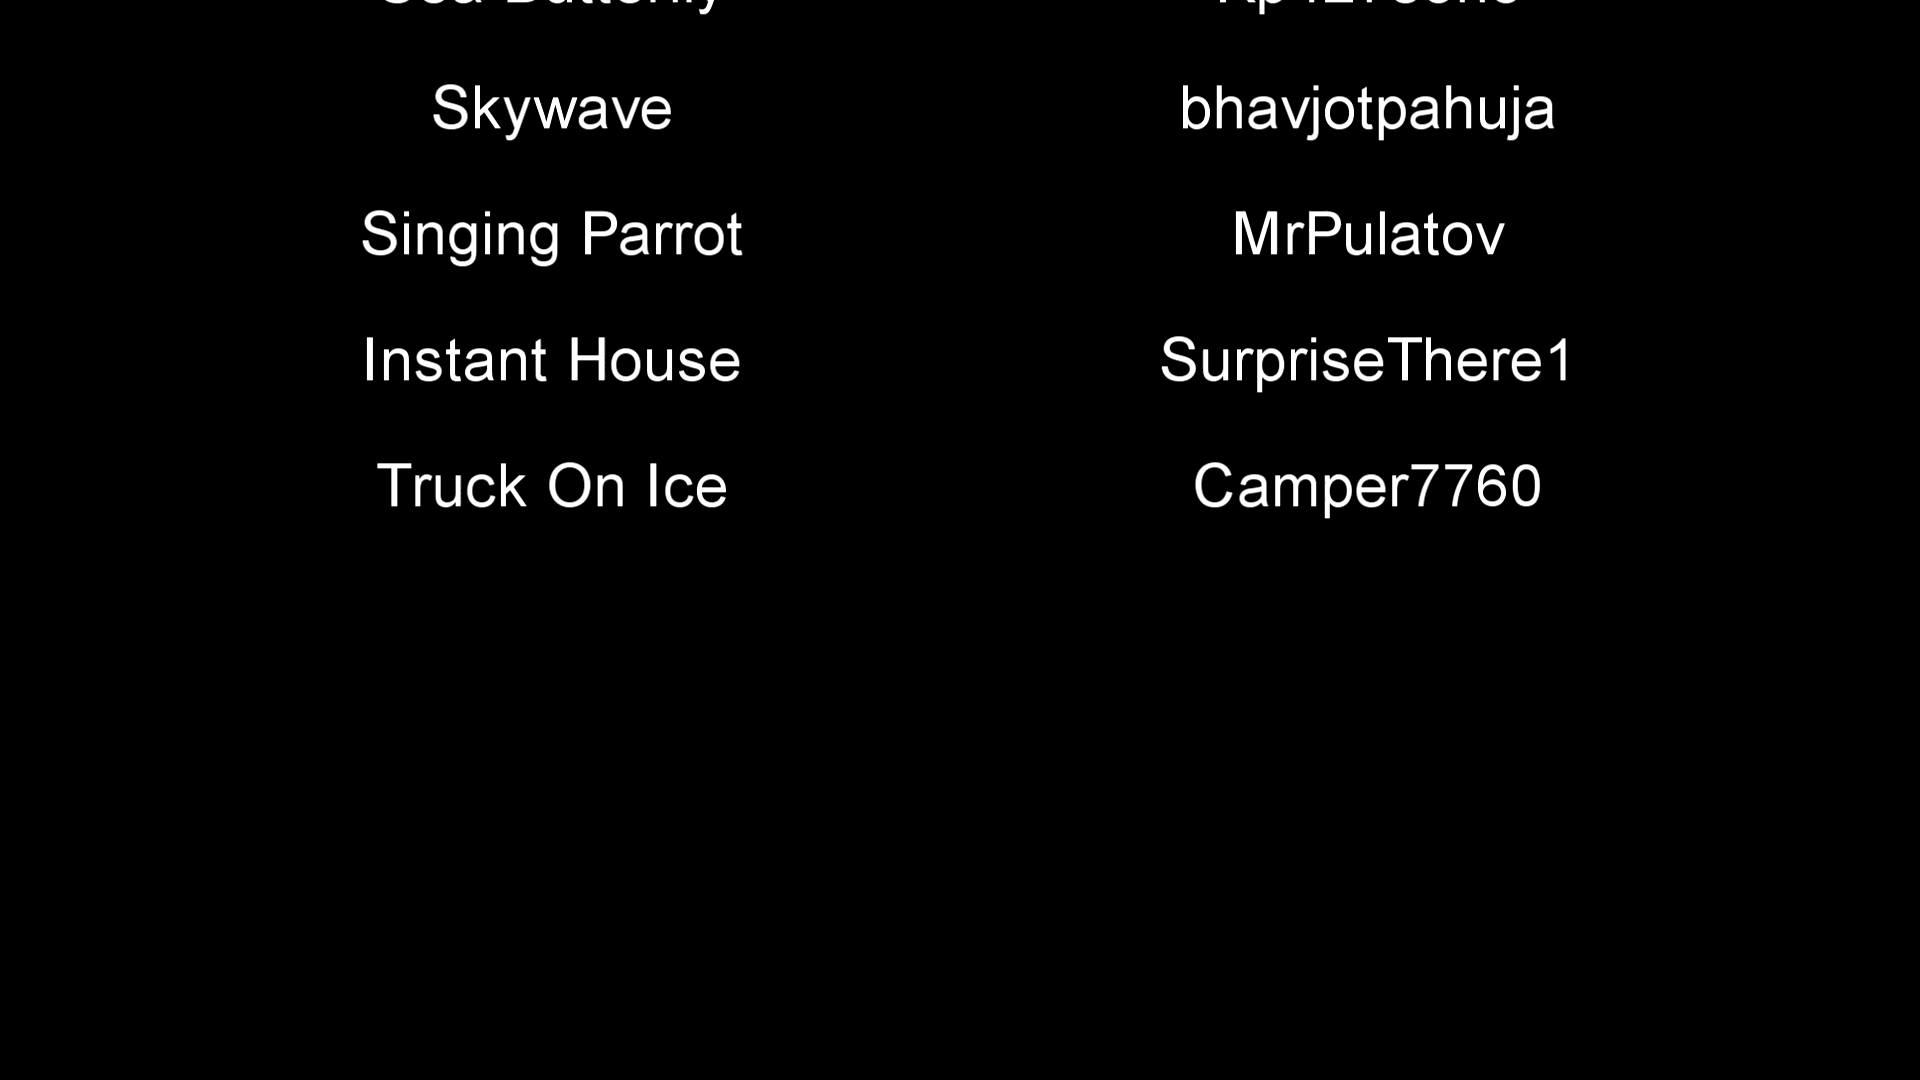 Skywave bhavjotpahuja
Singing Parrot MrPulatov
Instant House SurpriseThere1
Truck On Ice Camper7760